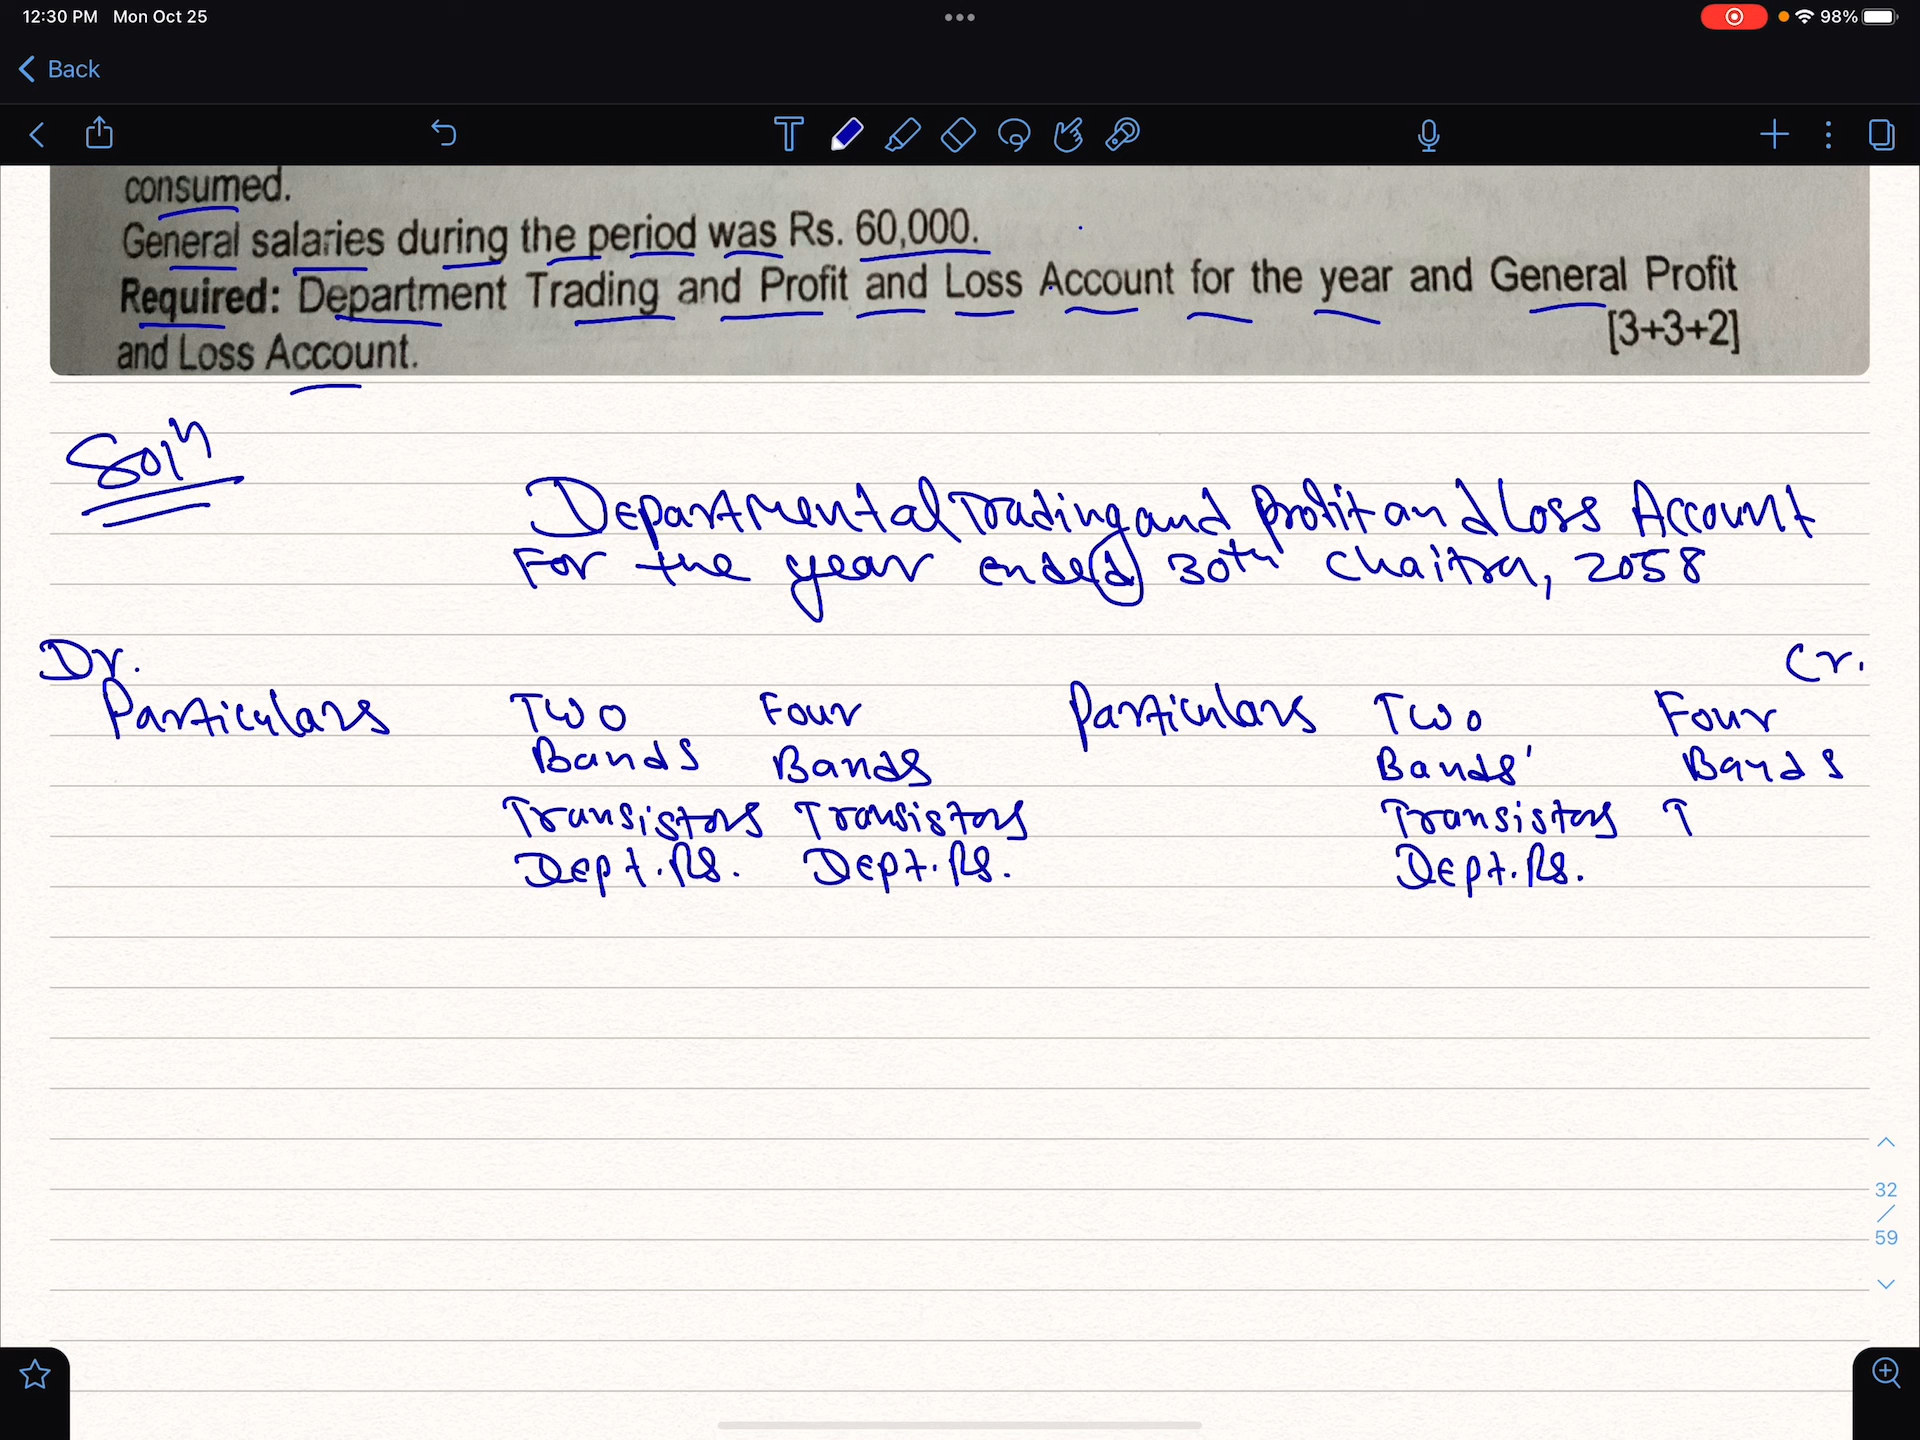 12:30 PM Mon Oct 25
98%
Back
consumed.
General salaries during the period was Rs. 60,000.
Required: Department Trading and Profit and Loss Account for the year and General Profit
and Loss Account.
[3+3+2]
Solⁿ
Departmental Trading and Profit and Loss Account
For the year ended 30th Chaitra, 2058
Dr.
Cr.
Particulars Two Four Particulars Two Four
Bands Bands Bands' Bands
Transistors Transistors Transistors T
Dept. Rs. Dept. Rs. Dept. Rs.
32
/
59